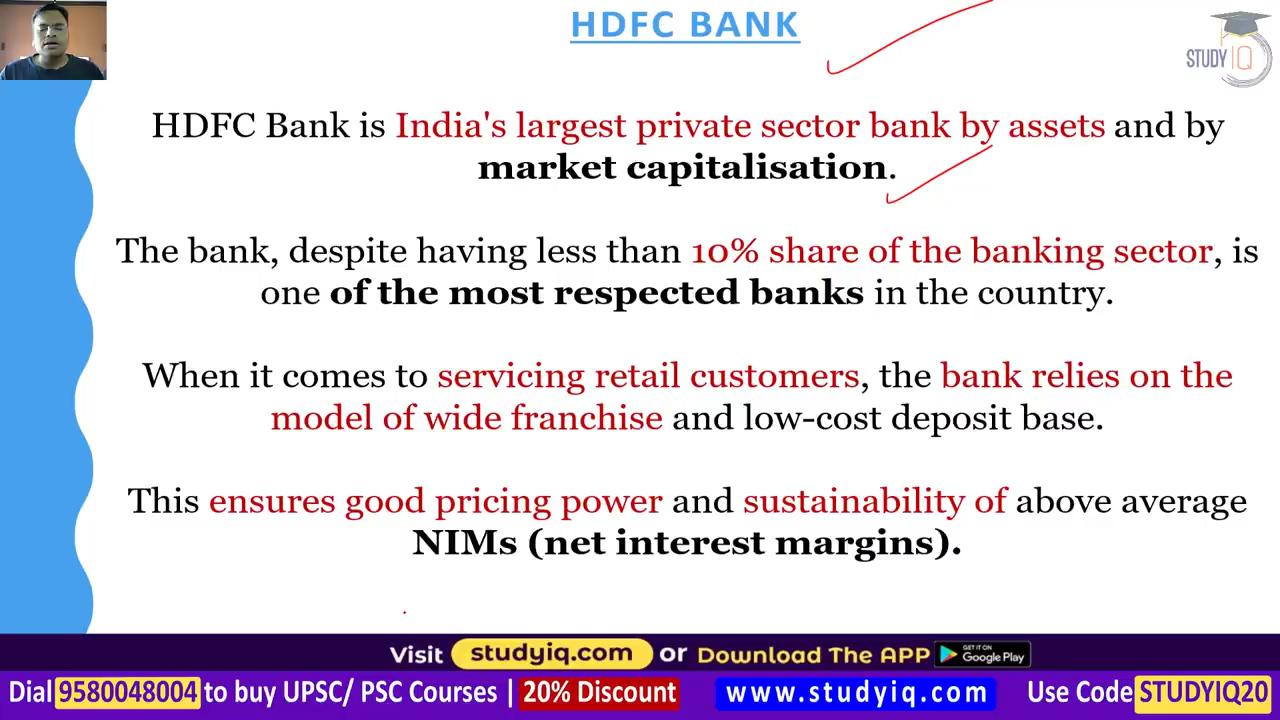 HDFC BANK
STUDY IQ
HDFC Bank is India's largest private sector bank by assets and by
market capitalisation.
The bank, despite having less than 10% share of the banking sector, is
one of the most respected banks in the country.
When it comes to servicing retail customers, the bank relies on the
model of wide franchise and low-cost deposit base.
This ensures good pricing power and sustainability of above average
NIMs (net interest margins).
Visit studyiq.com or Download The APP GET IT ON Google Play
Dial 9580048004 to buy UPSC/ PSC Courses | 20% Discount www.studyiq.com Use Code STUDYIQ20